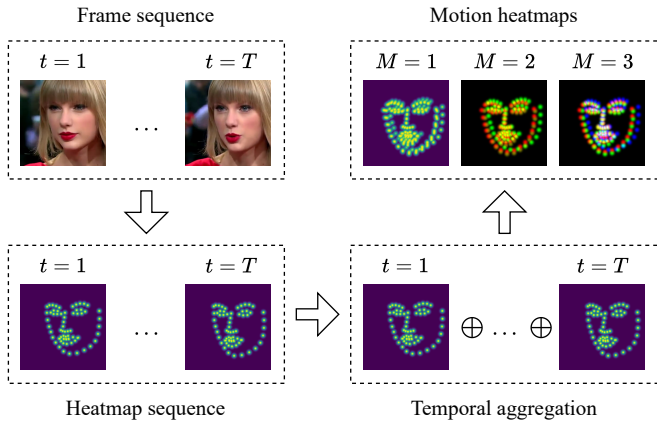 Frame sequence
t = 1
t = T
...
Motion heatmaps
M = 1
M = 2
M = 3
t = 1
t = T
...
Heatmap sequence
t = 1
t = T
⊕ ... ⊕
Temporal aggregation